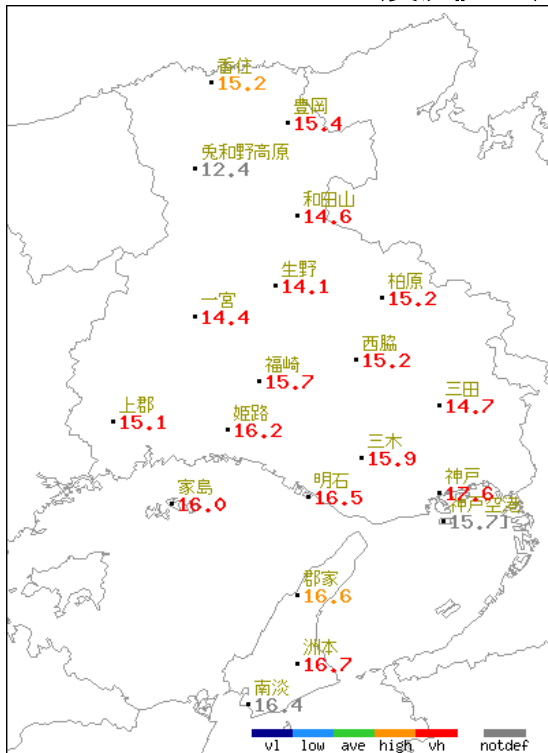 香住
15.2
豊岡
15.4
兎和野高原
12.4
和田山
14.6
生野
14.1
柏原
15.2
一宮
14.4
西脇
15.2
福崎
15.7
三田
14.7
上郡
15.1
姫路
16.2
三木
15.9
家島
16.0
明石
16.5
神戸
17.6
神戸空港
15.7]
郡家
16.6
洲本
16.7
南淡
16.4
vl low ave high vh notdef